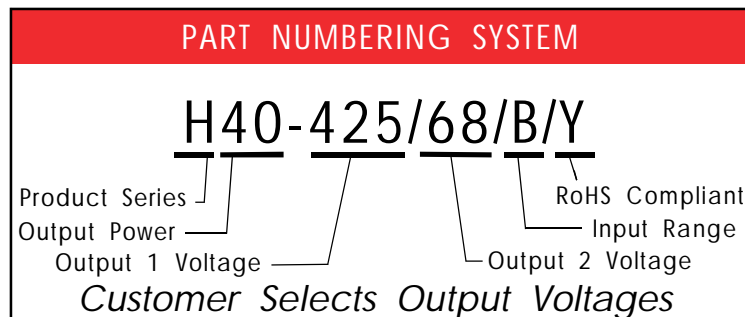 PART NUMBERING SYSTEM
H40-425/68/B/Y
Product Series
RoHS Compliant
Output Power
Input Range
Output 1 Voltage
Output 2 Voltage
Customer Selects Output Voltages